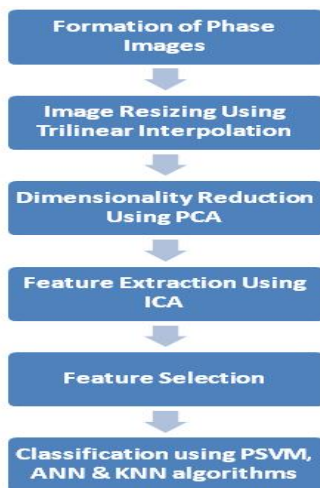 Formation of Phase
Images
Image Resizing Using
Trilinear Interpolation
Dimensionality Reduction
Using PCA
Feature Extraction Using
ICA
Feature Selection
Classification using PSVM,
ANN & KNN algorithms